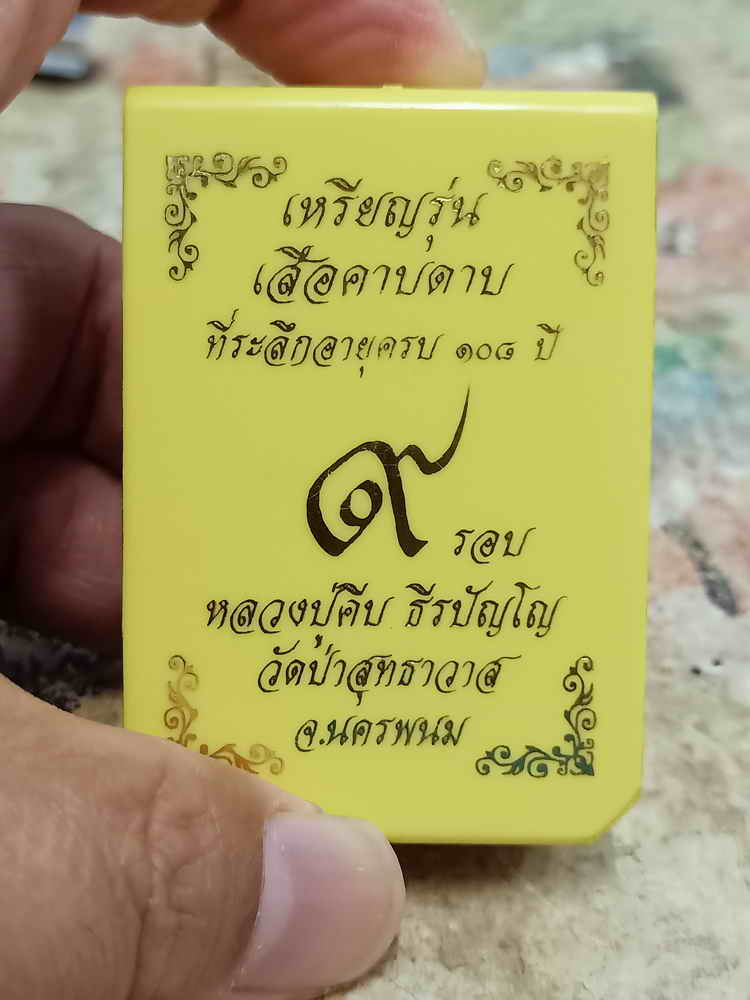 เหรียญรุ่น
เสือคาบดาบ
ที่ระลึกอายุครบ ๑๐๘ ปี
๙ รอบ
หลวงปู่คีบ ธีรปัญโญ
วัดป่าสุทธาวาส
จ.นครพนม